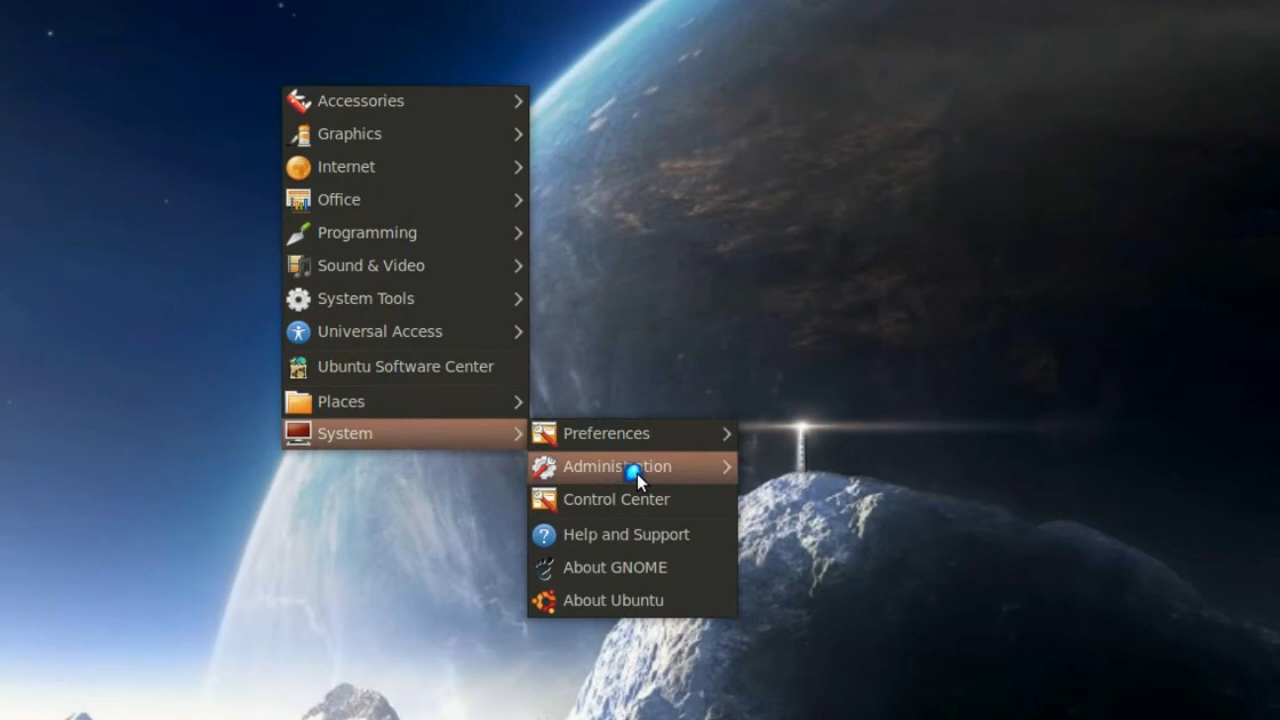 Accessories
Graphics
Internet
Office
Programming
Sound & Video
System Tools
Universal Access
Ubuntu Software Center
Places
System
Preferences
Administration
Control Center
Help and Support
About GNOME
About Ubuntu